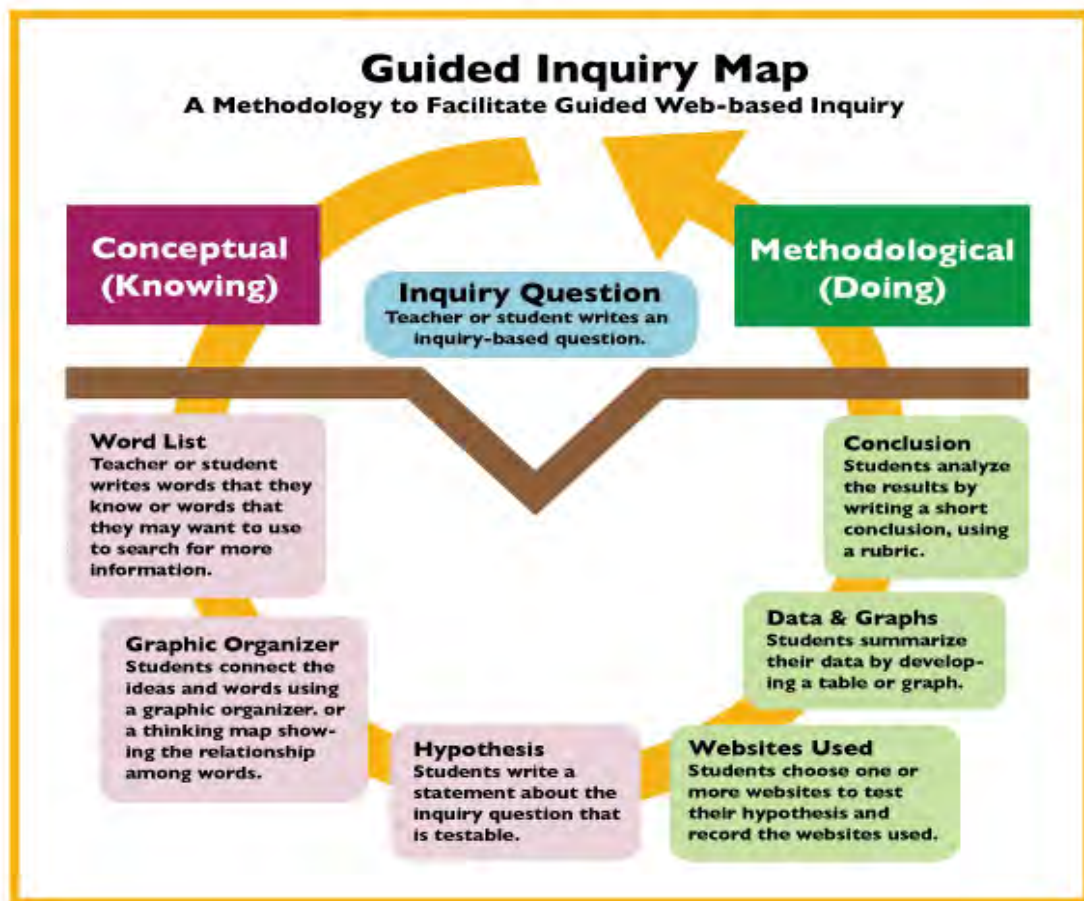 Guided Inquiry Map
A Methodology to Facilitate Guided Web-based Inquiry
Conceptual
(Knowing)
Methodological
(Doing)
Inquiry Question
Teacher or student writes an
inquiry-based question.
Word List
Teacher or student
writes words that they
know or words that
they may want to use
to search for more
information.
Graphic Organizer
Students connect the
ideas and words using
a graphic organizer. or
a thinking map show-
ing the relationship
among words.
Hypothesis
Students write a
statement about the
inquiry question that
is testable.
Websites Used
Students choose one or
more websites to test
their hypothesis and
record the websites used.
Data & Graphs
Students summarize
their data by develop-
ing a table or graph.
Conclusion
Students analyze
the results by
writing a short
conclusion, using
a rubric.